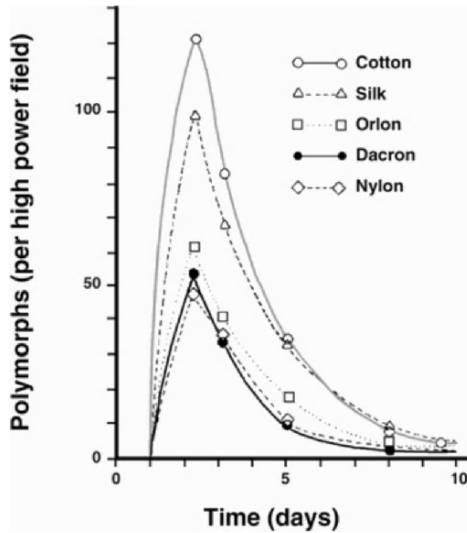 Polymorphs (per high power field)
100
50
0
Cotton
Silk
Orlon
Dacron
Nylon
0
5
10
Time (days)